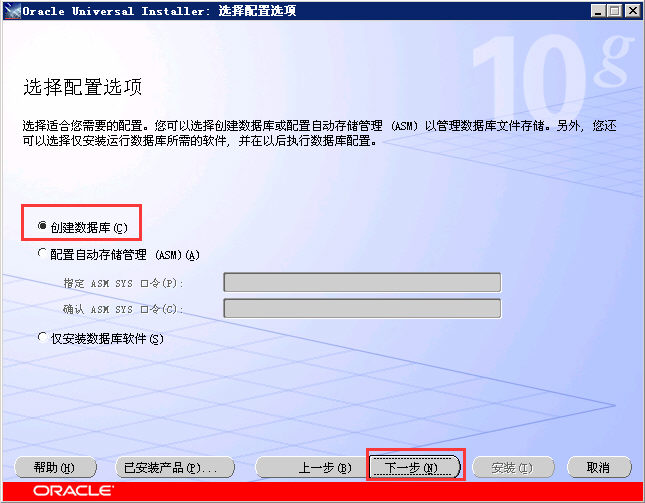 Oracle Universal Installer: 选择配置选项
10g
选择配置选项
选择适合您需要的配置。您可以选择创建数据库或配置自动存储管理 (ASM) 以管理数据库文件存储。另外, 您还
可以选择仅安装运行数据库所需的软件, 并在以后执行数据库配置。
创建数据库(C)
配置自动存储管理 (ASM)(A)
指定 ASM SYS 口令(P):
确认 ASM SYS 口令(C):
仅安装数据库软件(S)
帮助(H) 已安装产品(P)... 上一步(B) 下一步(N) 安装(I) 取消
ORACLE